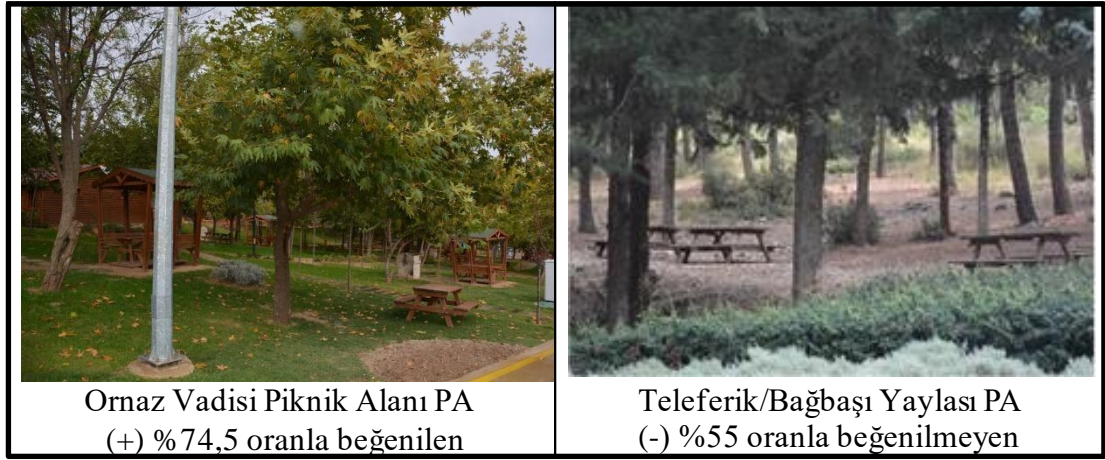 Ornaz Vadisi Piknik Alanı PA
(+) %74,5 oranla beğenilen
Teleferik/Bağbaşı Yaylası PA
(-) %55 oranla beğenilmeyen